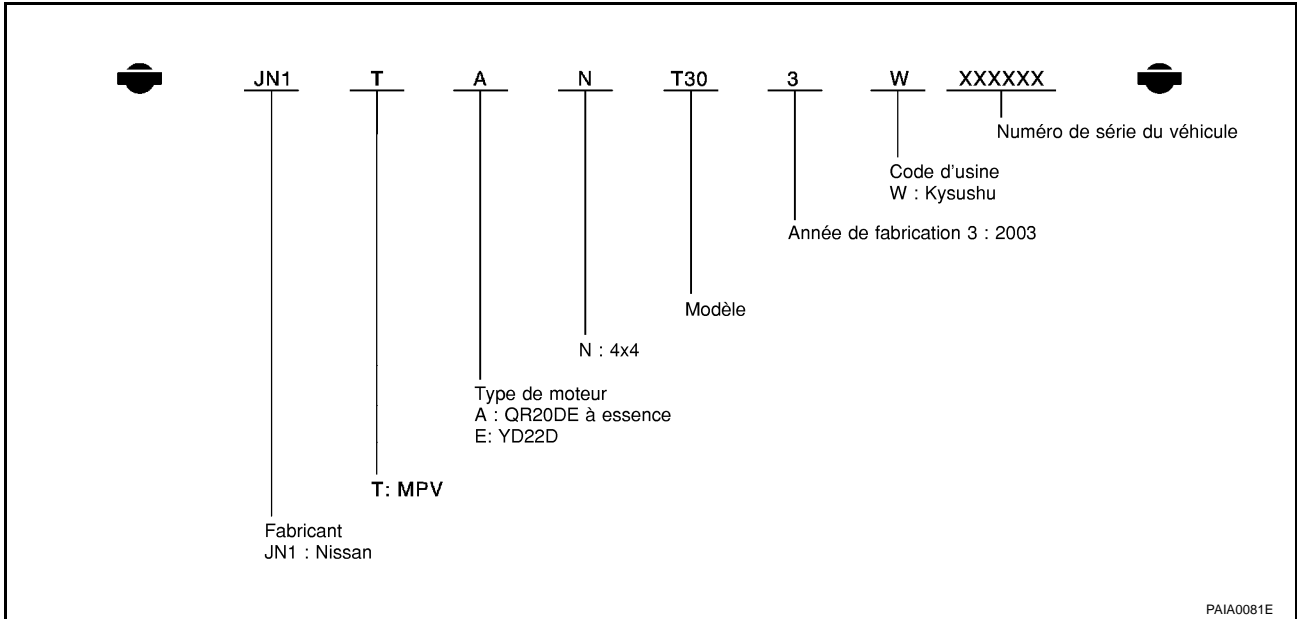 JN1 T A N T30 3 W XXXXXX
Numéro de série du véhicule
Code d'usine
W : Kysushu
Année de fabrication 3 : 2003
Modèle
N : 4x4
Type de moteur
A : QR20DE à essence
E: YD22D
T: MPV
Fabricant
JN1 : Nissan
PAIA0081E